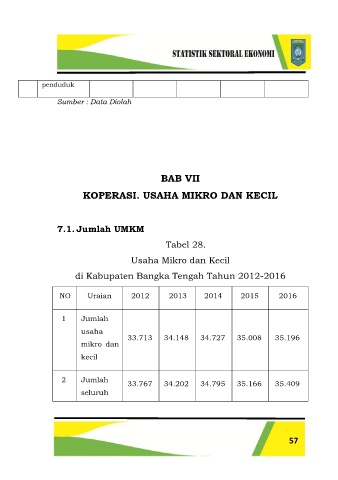 STATISTIK SEKTORAL EKONOMI
penduduk
Sumber : Data Diolah
BAB VII
KOPERASI. USAHA MIKRO DAN KECIL
7.1. Jumlah UMKM
Tabel 28.
Usaha Mikro dan Kecil
di Kabupaten Bangka Tengah Tahun 2012-2016
NO Uraian 2012 2013 2014 2015 2016
1 Jumlah
usaha
mikro dan
kecil
33.713 34.148 34.727 35.008 35.196
2 Jumlah
seluruh
33.767 34.202 34.795 35.166 35.409
57